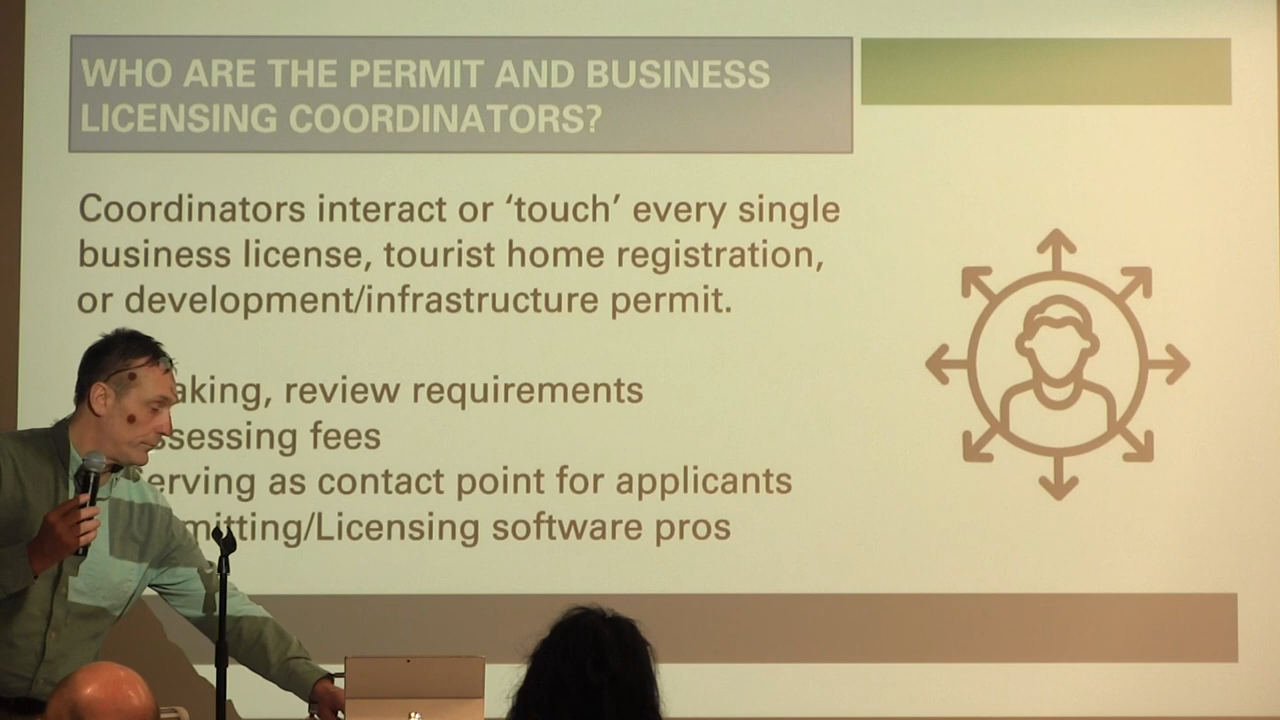 WHO ARE THE PERMIT AND BUSINESS
LICENSING COORDINATORS?
Coordinators interact or ‘touch’ every single
business license, tourist home registration,
or development/infrastructure permit.
review requirements
fees
as contact point for applicants
software pros